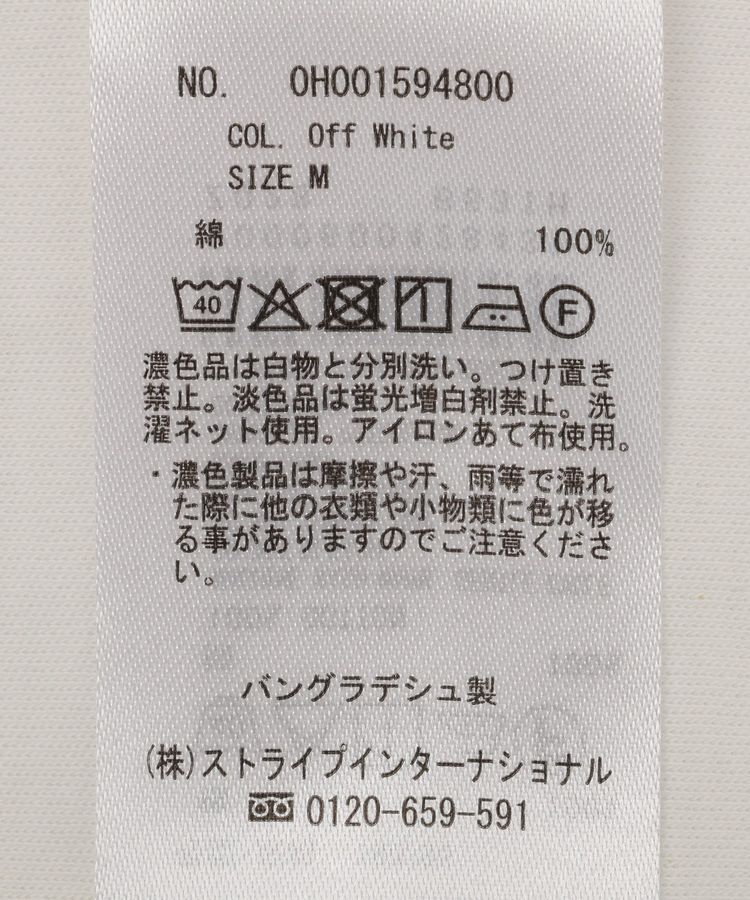 NO. 0H001594800
COL. Off White
SIZE M
綿 100%
40
F
濃色品は白物と分別洗い。つけ置き
禁止。淡色品は蛍光増白剤禁止。洗
濯ネット使用。アイロンあて布使用。
・濃色製品は摩擦や汗、雨等で濡れ
た際に他の衣類や小物類に色が移
る事がありますのでご注意くださ
い。
バングラデシュ製
(株)ストライプインターナショナル
0120-659-591